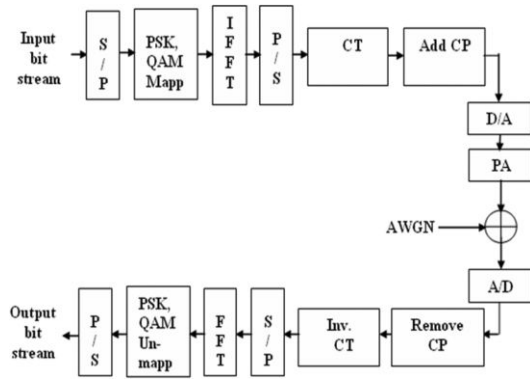 Input
bit
stream
S
/
P
PSK,
QAM
Mapp
I
F
F
T
P
/
S
CT
Add CP
D/A
PA
AWGN
A/D
Remove
CP
Inv.
CT
S
/
P
F
F
T
PSK,
QAM
Un-
mapp
P
/
S
Output
bit
stream